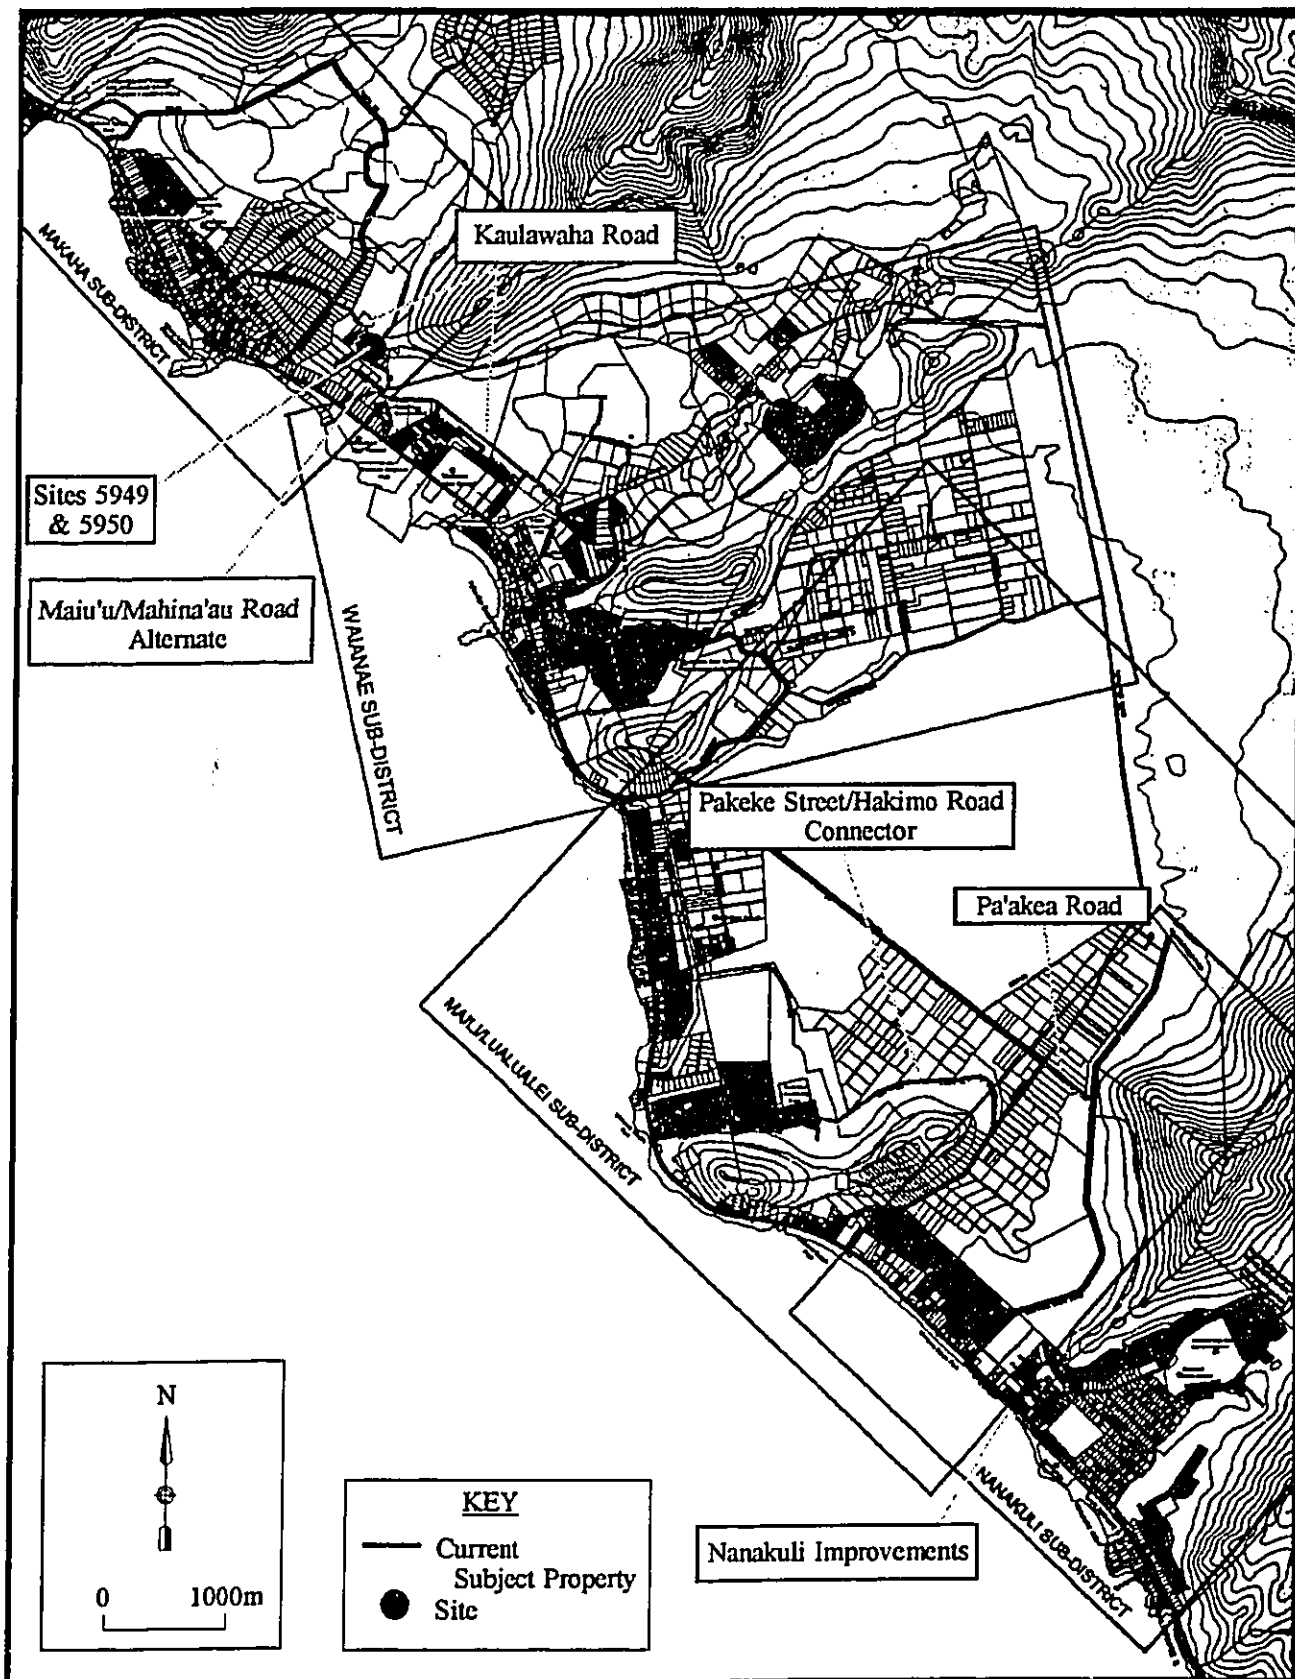 Kaulawaha Road
MAKAHA SUB-DISTRICT
Sites 5949
& 5950
Maiu'u/Mahina'au Road
Alternate
WAIANAE SUB-DISTRICT
Pakeke Street/Hakimo Road
Connector
Pa'akea Road
MA'ILI/LUALUALEI SUB-DISTRICT
N
0 1000m
KEY
Current
Subject Property
Site
Nanakuli Improvements
NANAKULI SUB-DISTRICT